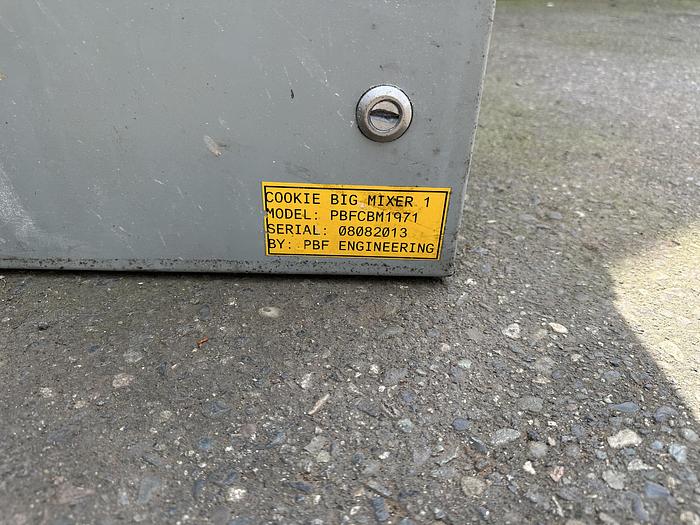 COOKIE BIG MIXER 1
MODEL: PBFCBM1971
SERIAL: 08082013
BY: PBF ENGINEERING